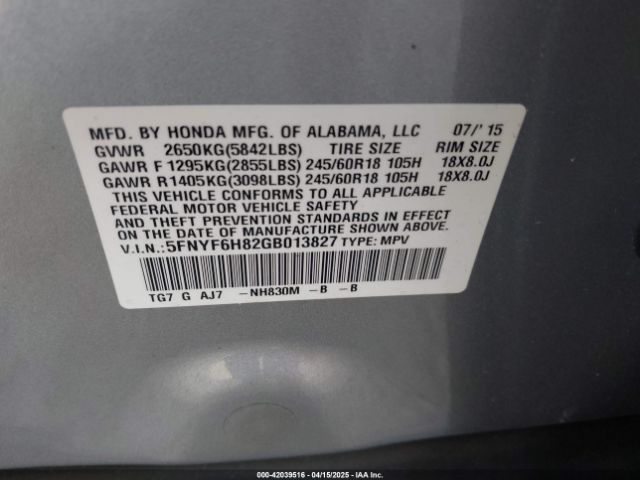 MFD. BY HONDA MFG. OF ALABAMA, LLC 07/'15
GVWR 2650KG(5842LBS) TIRE SIZE RIM SIZE
GAWR F 1295KG(2855LBS) 245/60R18 105H 18X8.0J
GAWR R 1405KG(3098LBS) 245/60R18 105H 18X8.0J
THIS VEHICLE CONFORMS TO ALL APPLICABLE
FEDERAL MOTOR VEHICLE SAFETY
AND THEFT PREVENTION STANDARDS IN EFFECT
ON THE DATE OF MANUFACTURE SHOWN ABOVE.
V.I.N.: 5FNYF6H82GB013827 TYPE: MPV
TG7 G AJ7 -NH830M -B -B
000-42039516 04/15/2025 IAA Inc.